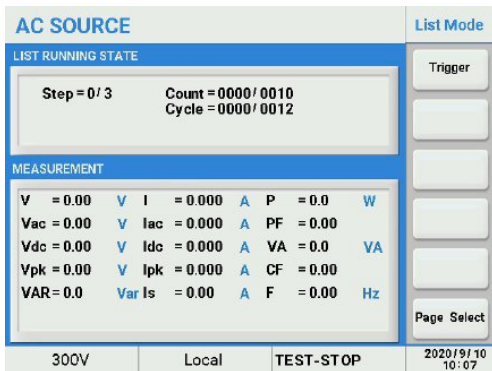 AC SOURCE
List Mode
LIST RUNNING STATE
Trigger
Step = 0/ 3 Count = 0000/ 0010
Cycle = 0000/ 0012
MEASUREMENT
V = 0.00 V I = 0.000 A P = 0.0 W
Vac = 0.00 V Iac = 0.000 A PF = 0.00
Vdc = 0.00 V Idc = 0.000 A VA = 0.0 VA
Vpk = 0.00 V Ipk = 0.000 A CF = 0.00
VAR= 0.0 Var Is = 0.00 A F = 0.00 Hz
Page Select
300V Local TEST-STOP 2020/9/10
10:07